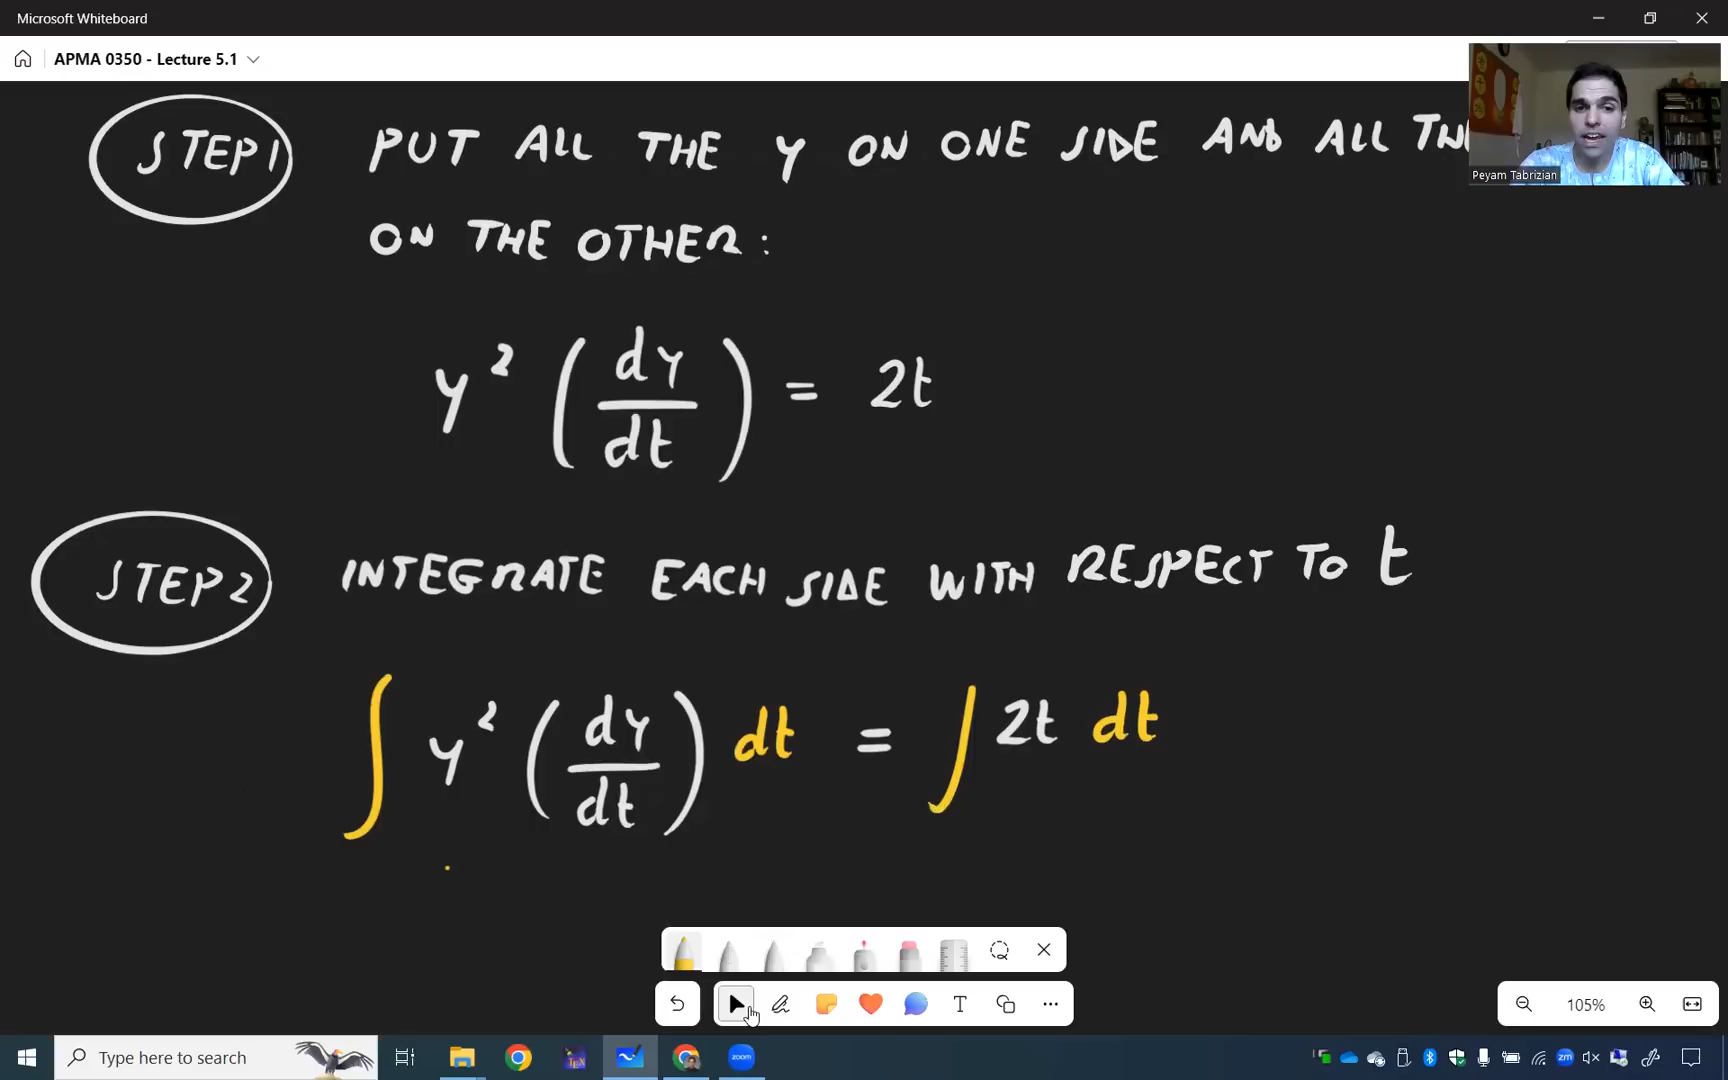 Microsoft Whiteboard
APMA 0350 - Lecture 5.1
Peyam Tabrizian
STEP 1 PUT ALL THE y ON ONE SIDE AND ALL
ON THE OTHER:
y² (dy/dt) = 2t
STEP 2 INTEGRATE EACH SIDE WITH RESPECT TO t
∫ y² (dy/dt) dt = ∫ 2t dt
105%
Type here to search
zoom